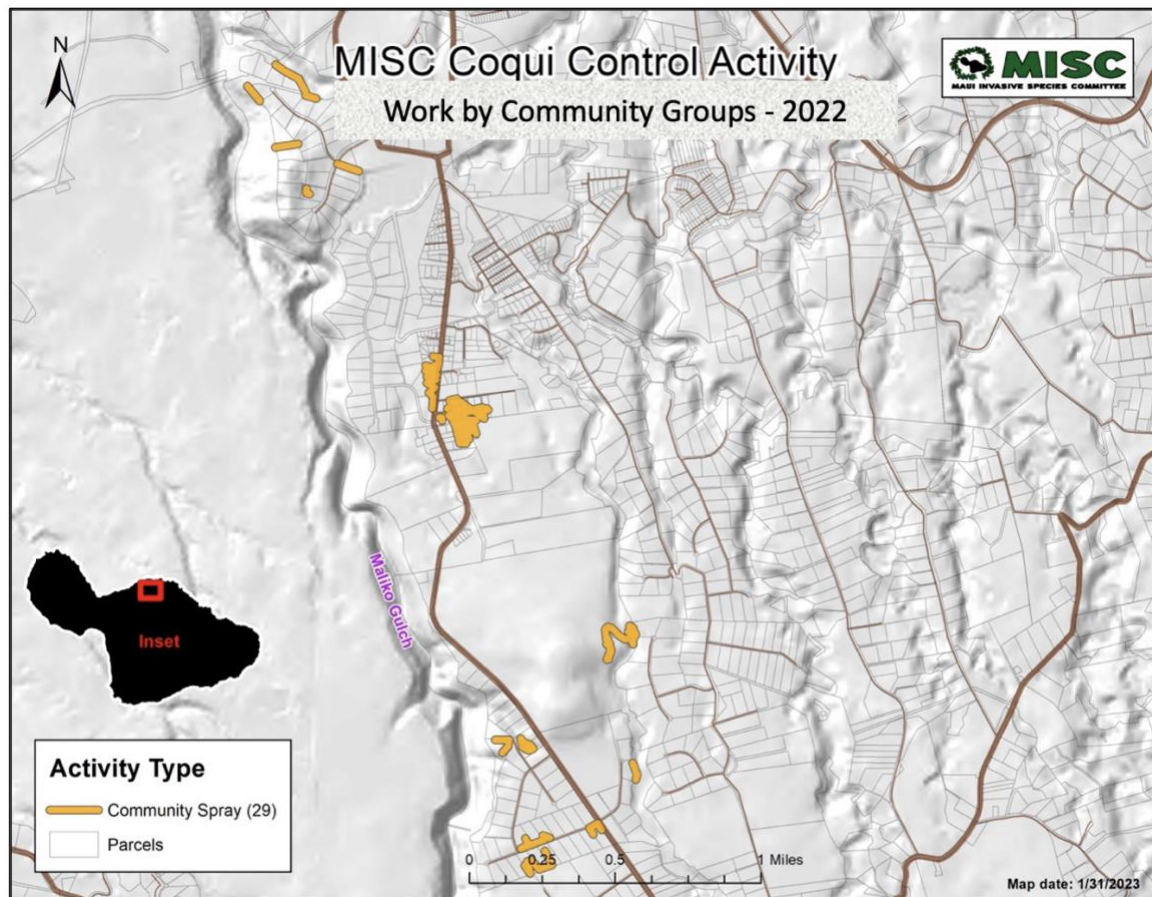 N
MISC Coqui Control Activity
Work by Community Groups - 2022
MISC
MAUI INVASIVE SPECIES COMMITTEE
Maliko Gulch
Inset
Activity Type
Community Spray (29)
Parcels
0 0.25 0.5 1 Miles
Map date: 1/31/2023